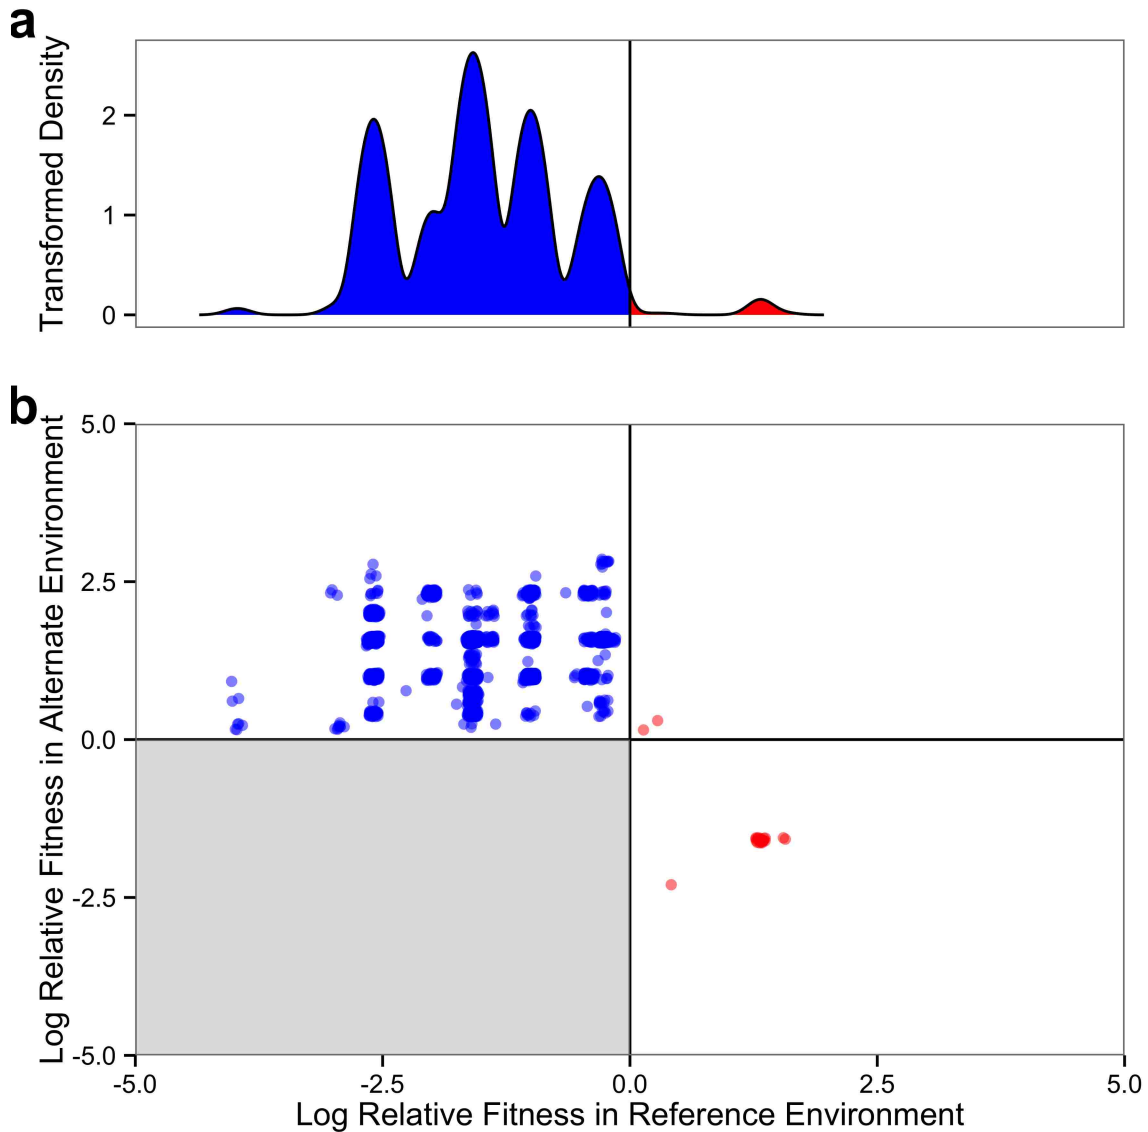 a
Transformed Density
2
1
0
b
Log Relative Fitness in Alternate Environment
5.0
2.5
0.0
-2.5
-5.0
-5.0 -2.5 0.0 2.5 5.0
Log Relative Fitness in Reference Environment